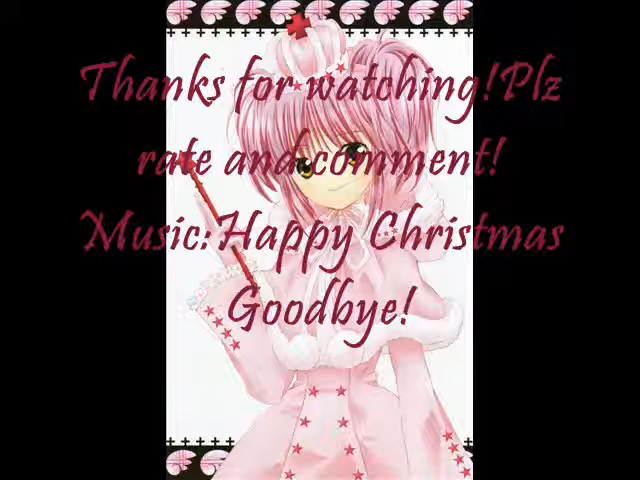 Thanks for watching!Plz
rate and comment!
Music:Happy Christmas
Goodbye!